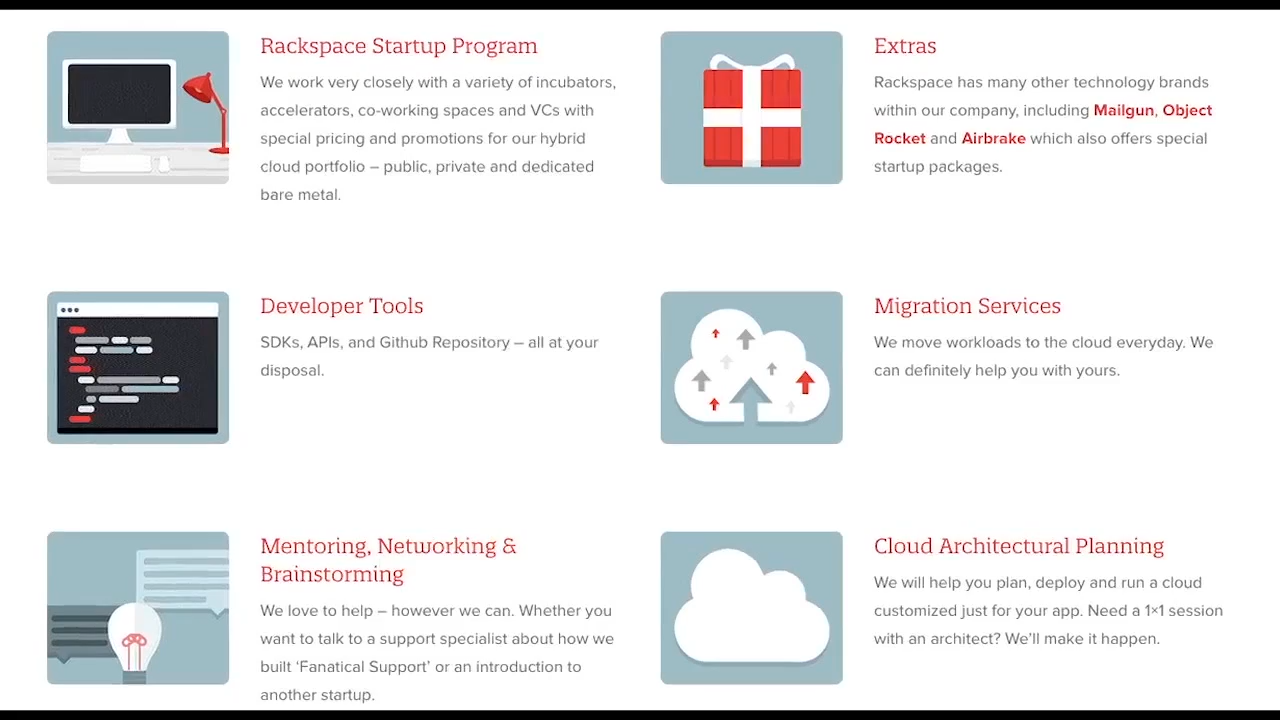 Rackspace Startup Program
We work very closely with a variety of incubators,
accelerators, co-working spaces and VCs with
special pricing and promotions for our hybrid
cloud portfolio – public, private and dedicated
bare metal.
Extras
Rackspace has many other technology brands
within our company, including Mailgun, Object
Rocket and Airbrake which also offers special
startup packages.
Developer Tools
SDKs, APIs, and Github Repository – all at your
disposal.
Migration Services
We move workloads to the cloud everyday. We
can definitely help you with yours.
Mentoring, Networking &
Brainstorming
We love to help – however we can. Whether you
want to talk to a support specialist about how we
built ‘Fanatical Support’ or an introduction to
another startup.
Cloud Architectural Planning
We will help you plan, deploy and run a cloud
customized just for your app. Need a 1×1 session
with an architect? We’ll make it happen.